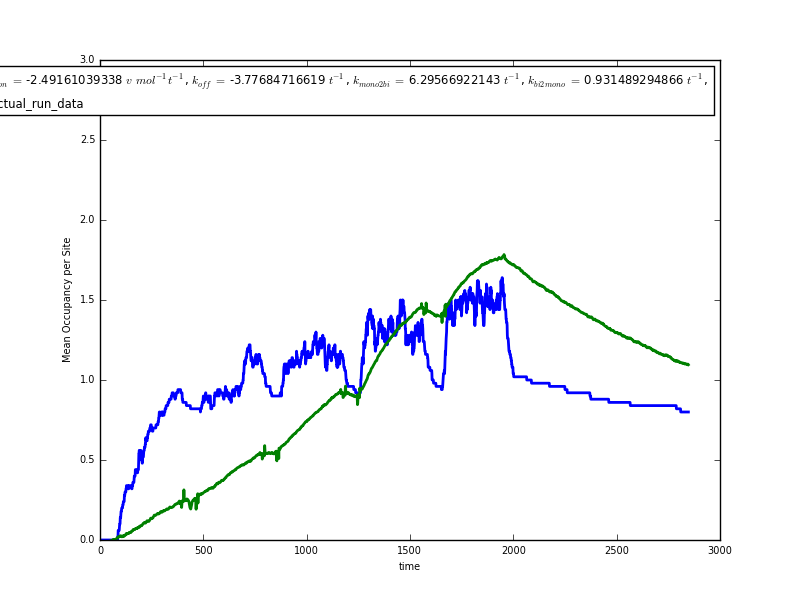 3.0
n = -2.49161039338 v mol⁻¹t⁻¹, k_off = -3.77684716619 t⁻¹, k_mono2bi = 6.29566922143 t⁻¹, k_bi2mono = 0.931489294866 t⁻¹,
ctual_run_data
2.5
2.0
1.5
1.0
0.5
0.0
Mean Occupancy per Site
0 500 1000 1500 2000 2500 3000
time